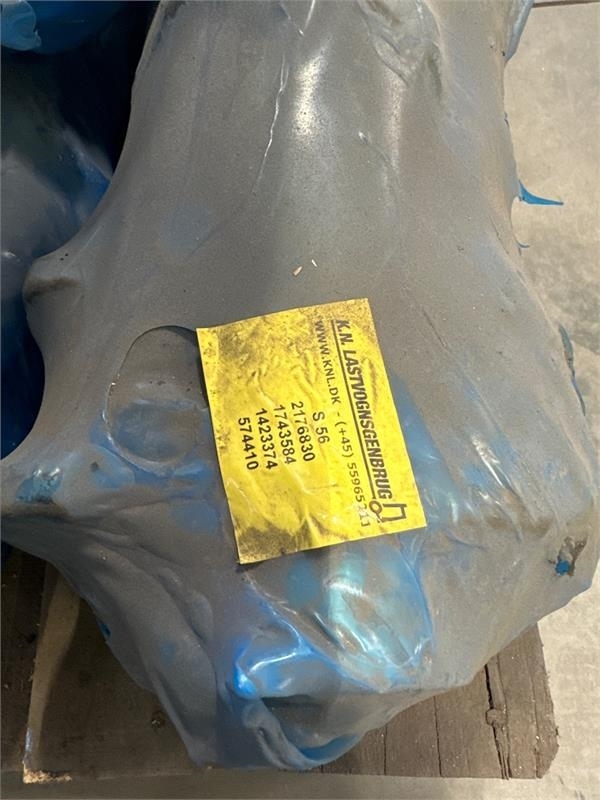 K.N. LASTVOGNSGENBRUG
WWW.KNL.DK - (+45) 55965211
S 56
2176830
1743584
1423374
574410